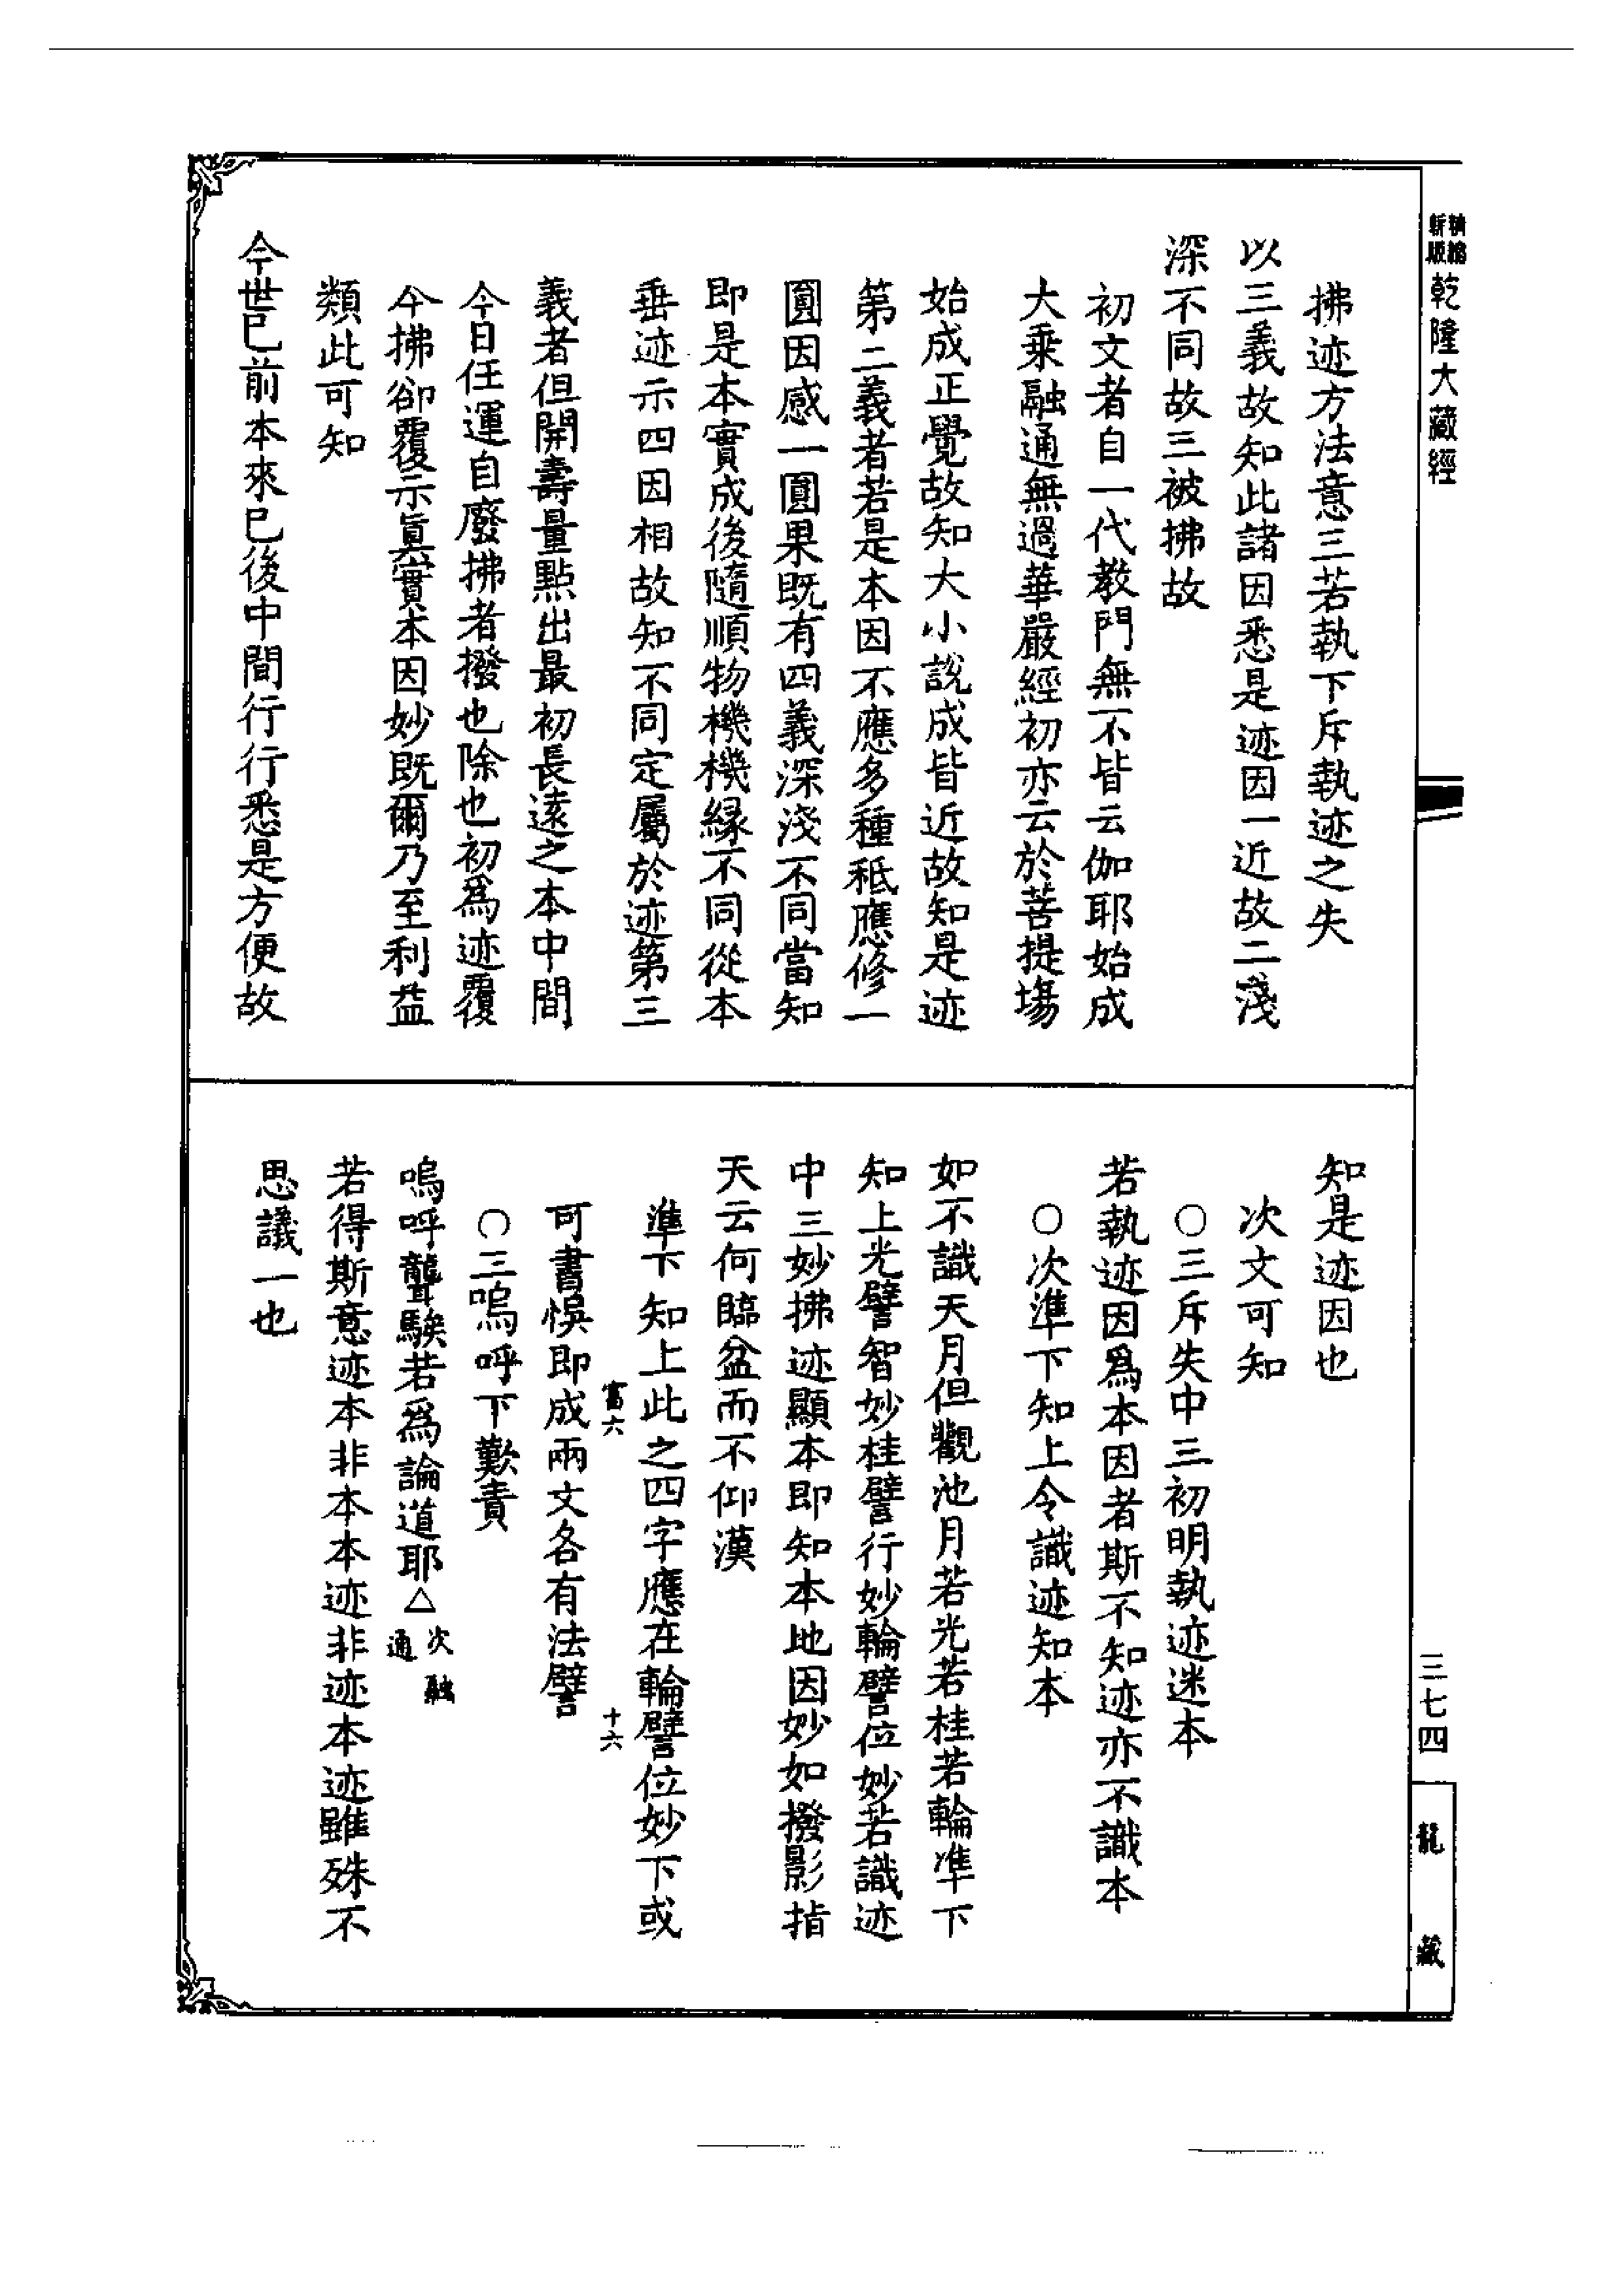 精縮新版乾隆大藏經
拂迹方法意三若執下斥執迹之失
以三義故知此諸因悉是迹因一近故二淺
深不同故三被拂故
初文者自一代教門無不皆云伽耶始成
大乗融通無過華嚴經初亦云於菩提場
始成正覺故知大小說成皆近故知是迹
第二義者若是本因不應多種秖應修一
圓因感一圓果既有四義深淺不同當知
即是本實成後隨順物機機緣不同從本
垂迹示四因相故知不同定屬於迹第三
義者但開壽量點出最初長遠之本中間
今日任運自廢拂者撥也除也初爲迹覆
今拂卻覆示眞實本因妙既爾乃至利益
類此可知
今世已前本來已後中間行行悉是方便故
知是迹因也
次文可知
○三斥失中三初明執迹迷本
若執迹因爲本因者斯不知迹亦不識本
○次準下知上令識迹知本
如不識天月但觀池月若光若桂若輪準下
知上光譬智妙桂譬行妙輪譬位妙若識迹
中三妙拂迹顯本即知本地因妙如撥影指
天云何臨盆而不仰漢
準下知上此之四字應在輪譬位妙下或
富六 十六
可書悞即成兩文各有法譬
○三嗚呼下歎責
嗚呼聾騃若爲論道耶△次融通
若得斯意迹本非本本迹非迹本迹雖殊不
思議一也
三七四
龍藏